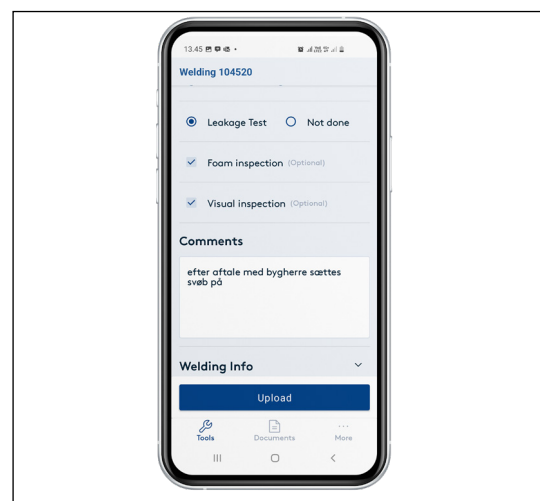 13.45
Welding 104520
Leakage Test Not done
Foam inspection (Optional)
Visual inspection (Optional)
Comments
efter aftale med bygherre sættes
svøb på
Welding Info
Upload
Tools Documents More